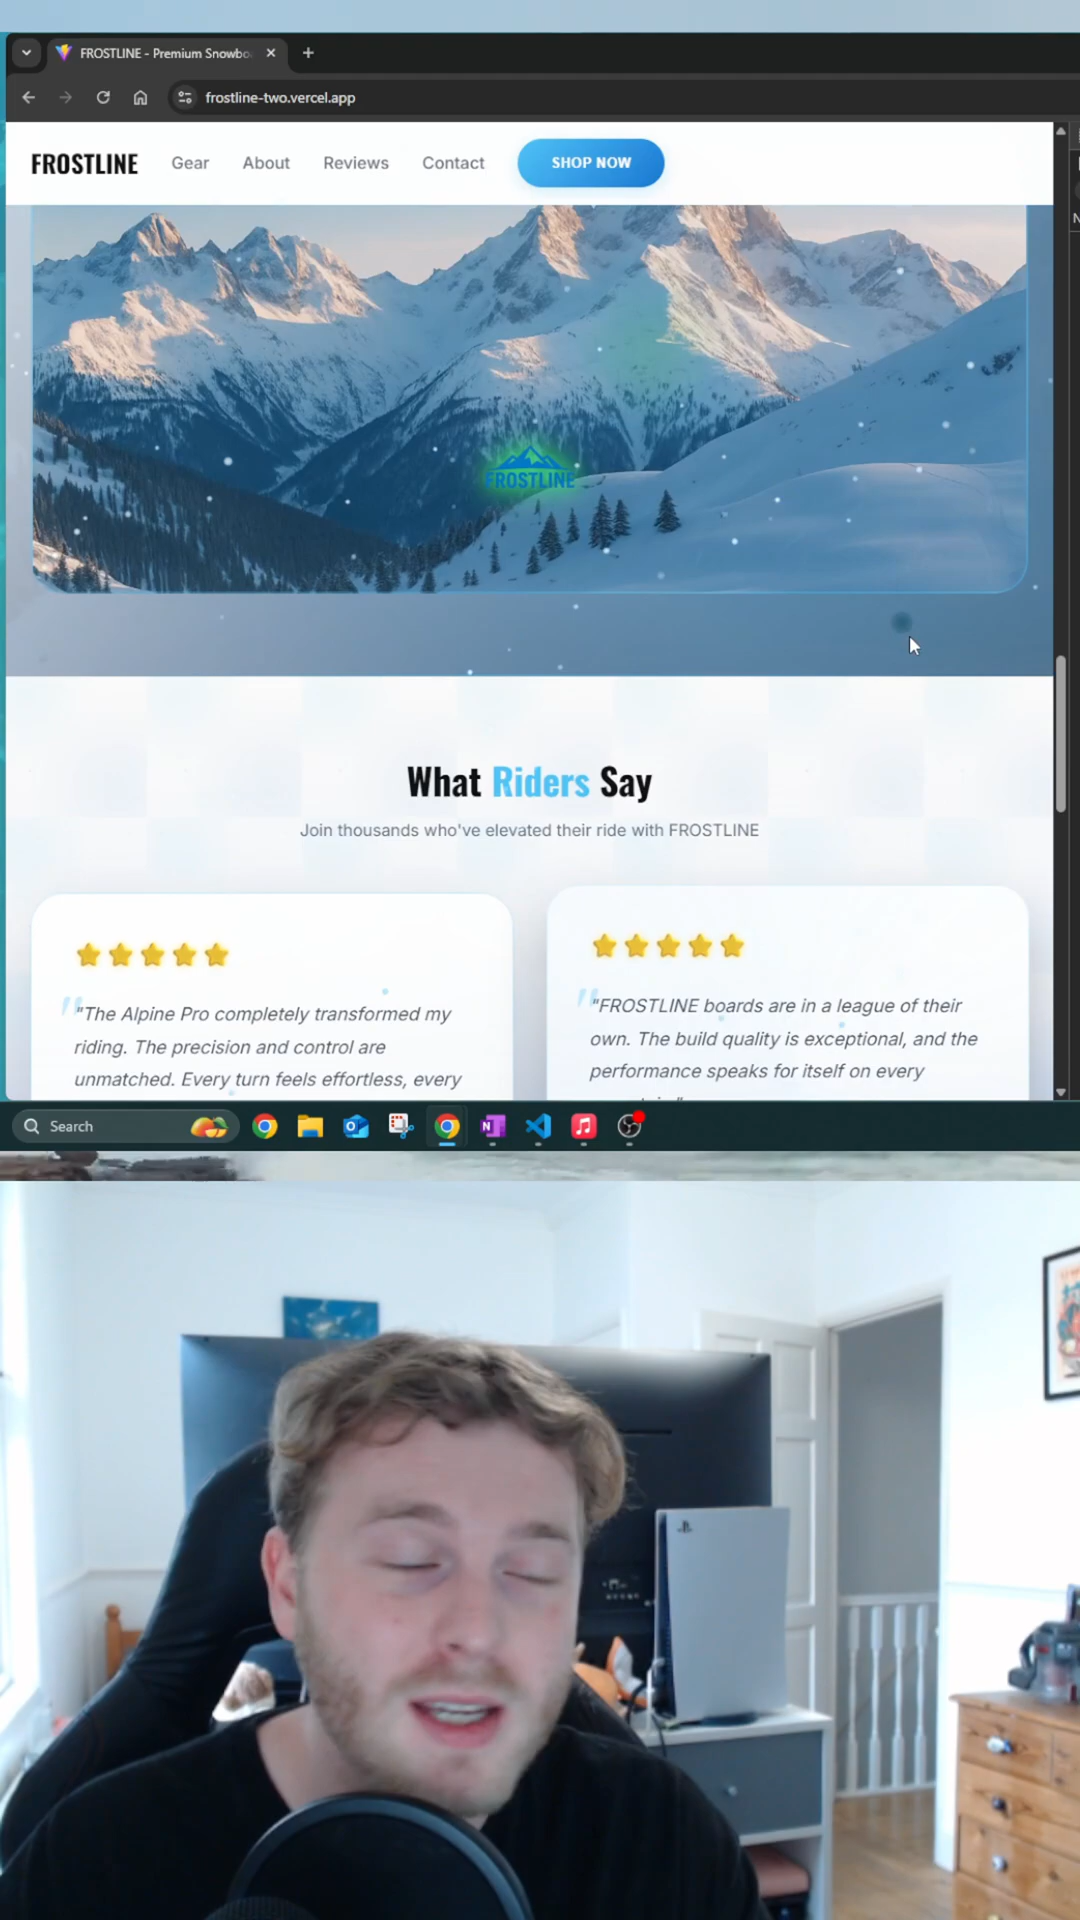 FROSTLINE - Premium Snowbo
frostline-two.vercel.app
FROSTLINE Gear About Reviews Contact SHOP NOW
FROSTLINE
What Riders Say
Join thousands who've elevated their ride with FROSTLINE
"The Alpine Pro completely transformed my
riding. The precision and control are
unmatched. Every turn feels effortless, every
"FROSTLINE boards are in a league of their
own. The build quality is exceptional, and the
performance speaks for itself on every
Search